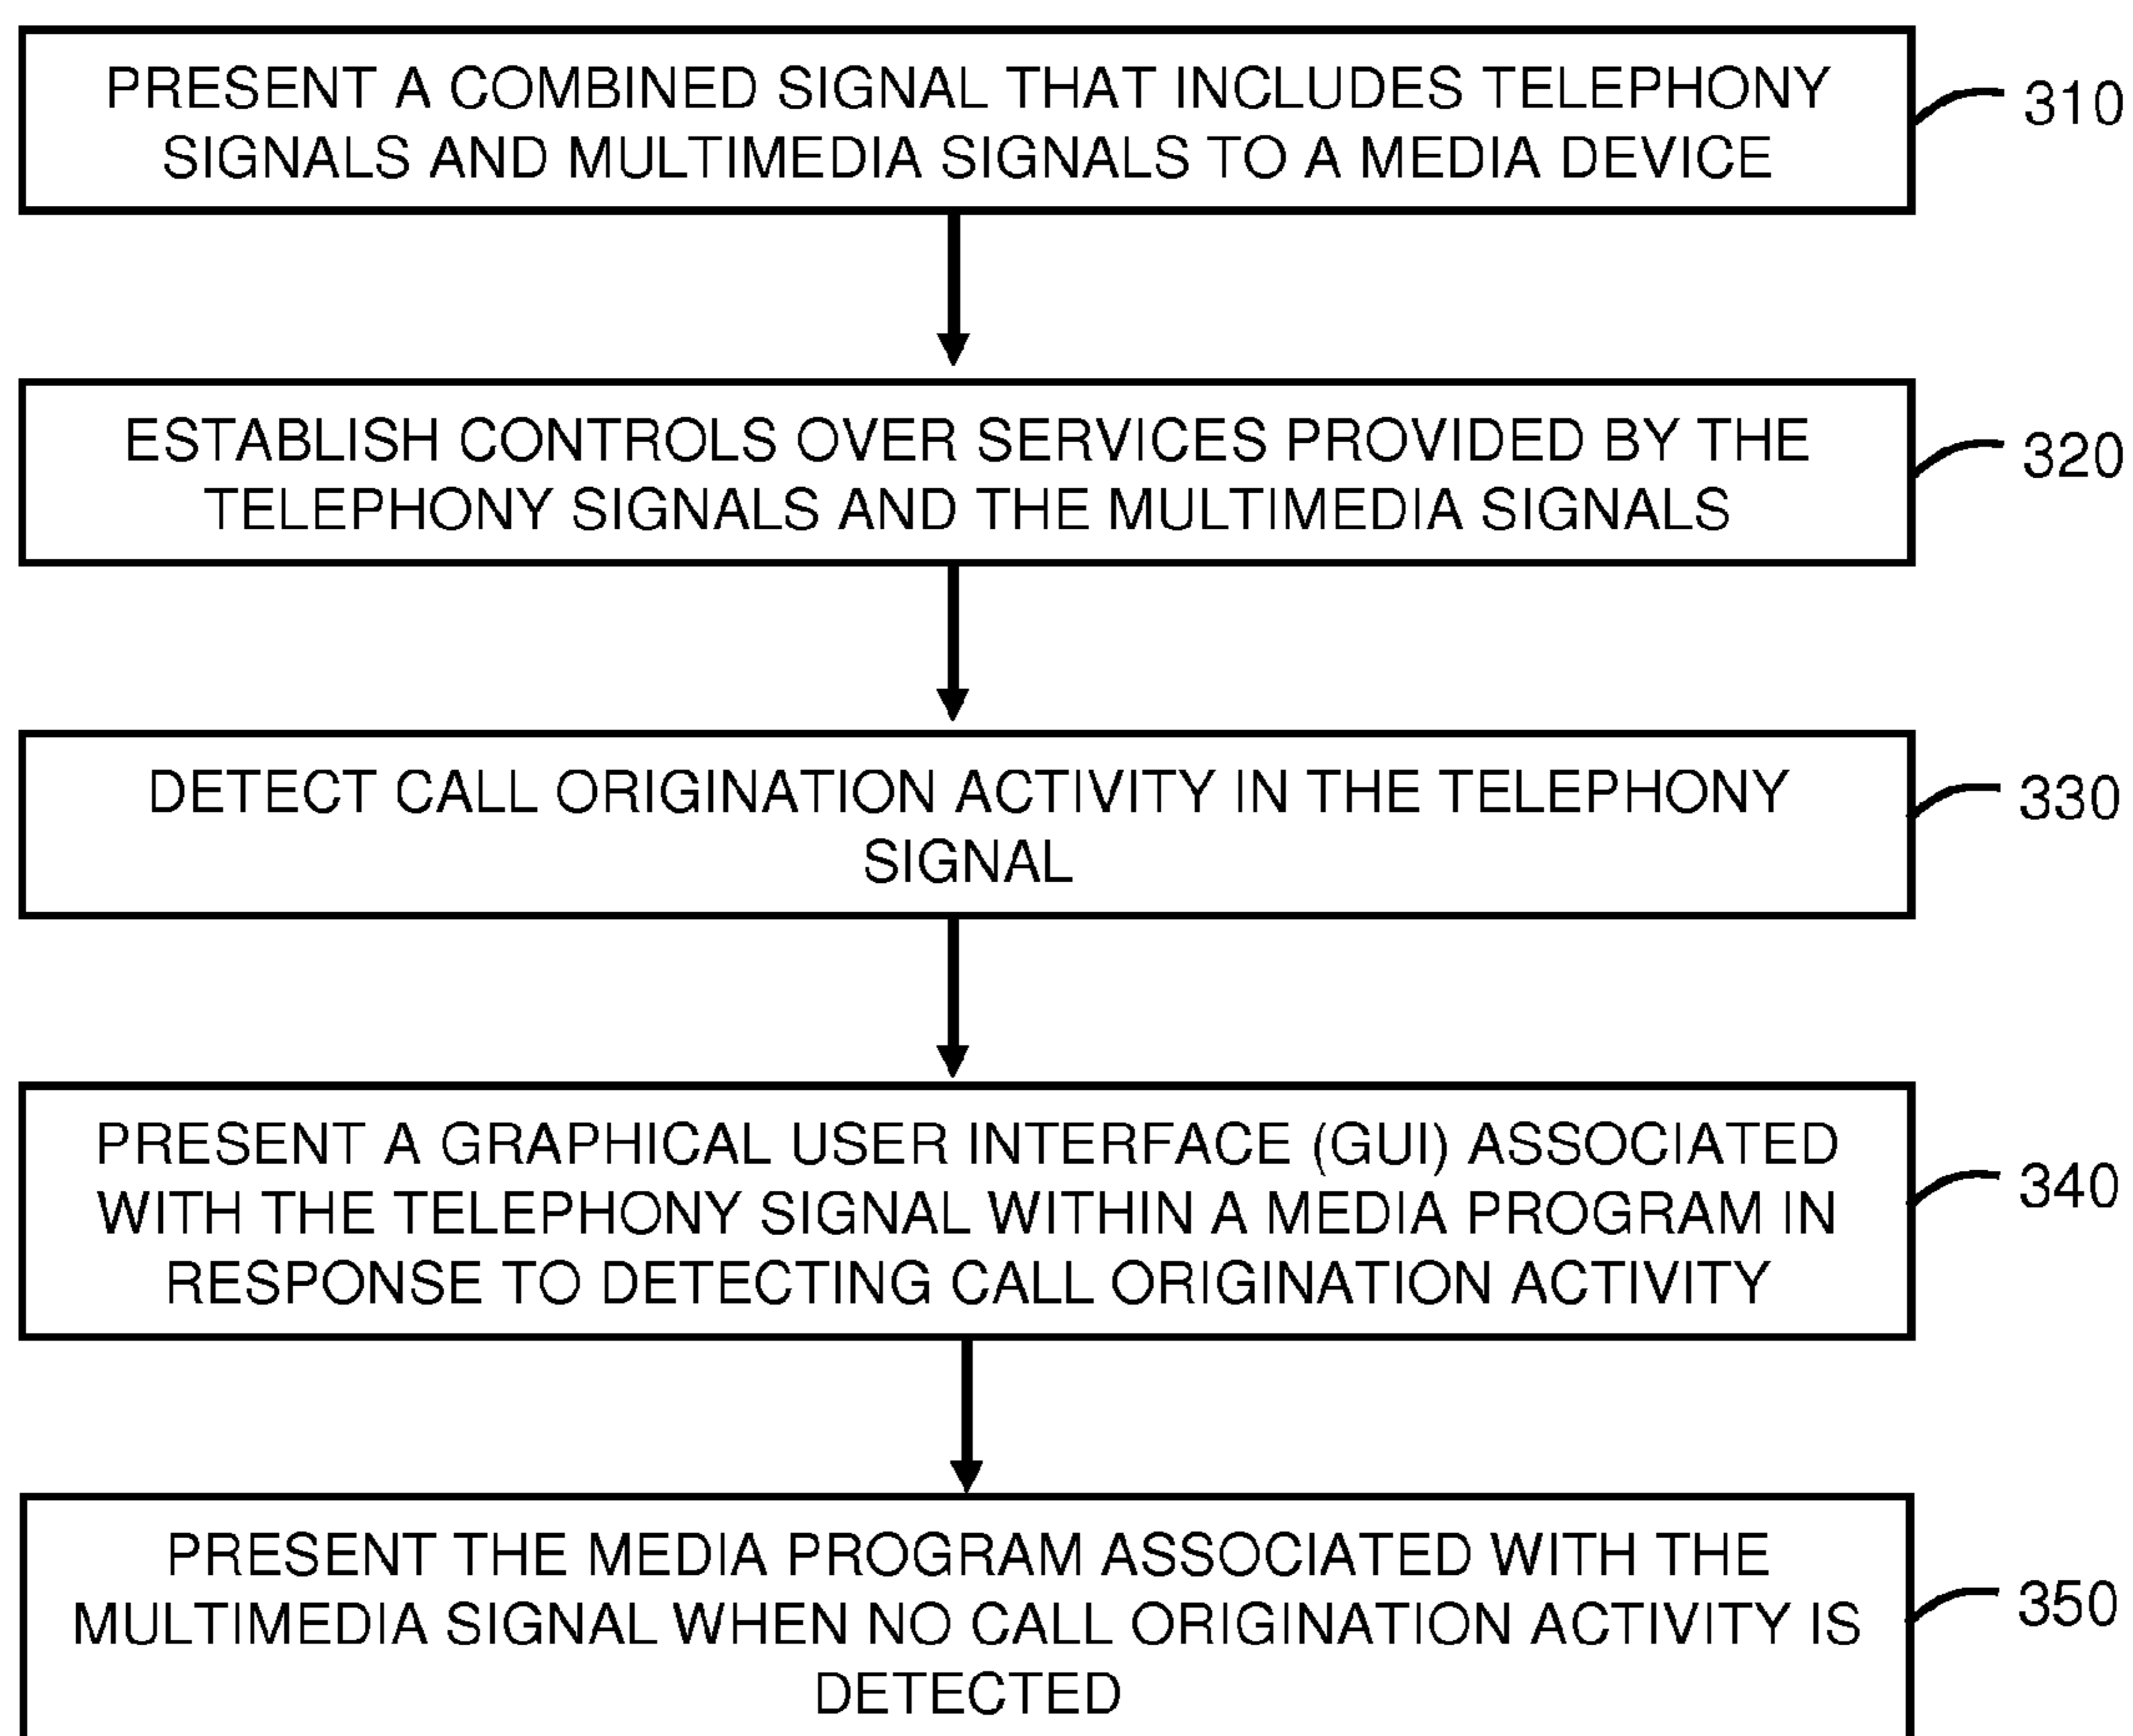 PRESENT A COMBINED SIGNAL THAT INCLUDES TELEPHONY
SIGNALS AND MULTIMEDIA SIGNALS TO A MEDIA DEVICE
310
ESTABLISH CONTROLS OVER SERVICES PROVIDED BY THE
TELEPHONY SIGNALS AND THE MULTIMEDIA SIGNALS
320
DETECT CALL ORIGINATION ACTIVITY IN THE TELEPHONY
SIGNAL
330
PRESENT A GRAPHICAL USER INTERFACE (GUI) ASSOCIATED
WITH THE TELEPHONY SIGNAL WITHIN A MEDIA PROGRAM IN
RESPONSE TO DETECTING CALL ORIGINATION ACTIVITY
340
PRESENT THE MEDIA PROGRAM ASSOCIATED WITH THE
MULTIMEDIA SIGNAL WHEN NO CALL ORIGINATION ACTIVITY IS
DETECTED
350